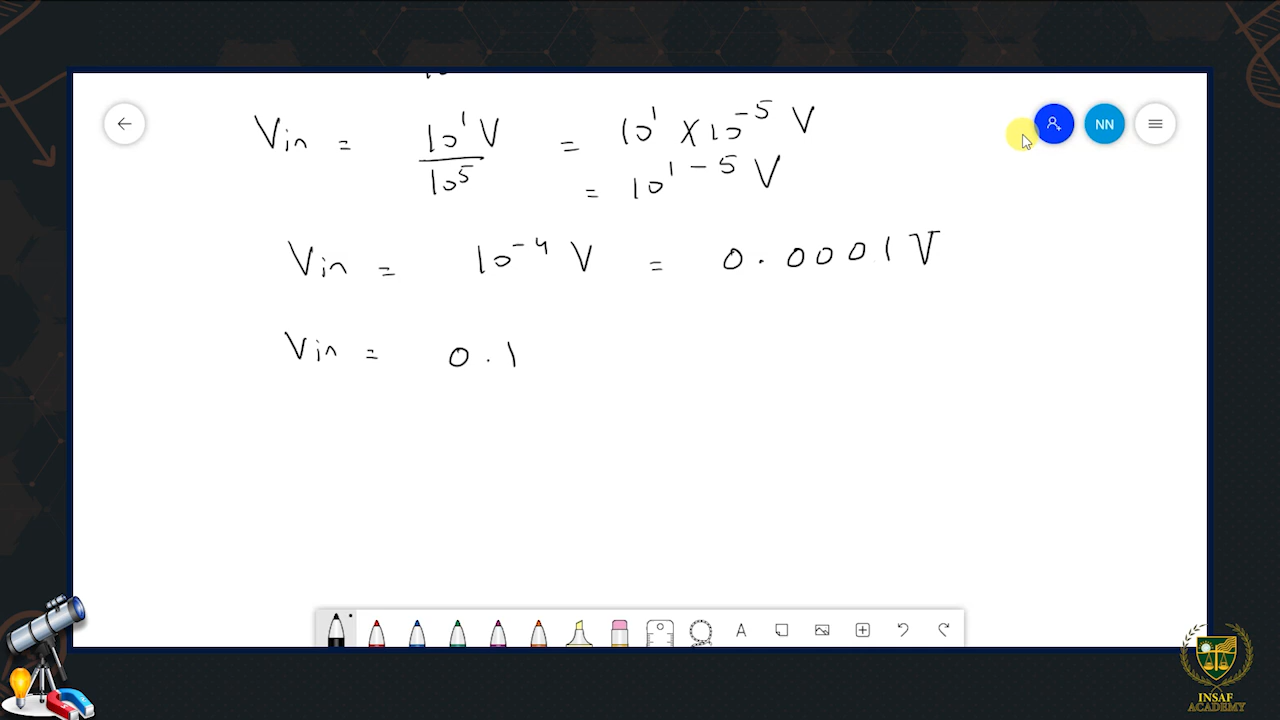 Vin = 10¹ V / 10⁵ = 10¹ X 10⁻⁵ V
= 10¹⁻⁵ V
Vin = 10⁻⁴ V = 0.0001 V
Vin = 0.1
NN
A
INSAF
ACADEMY